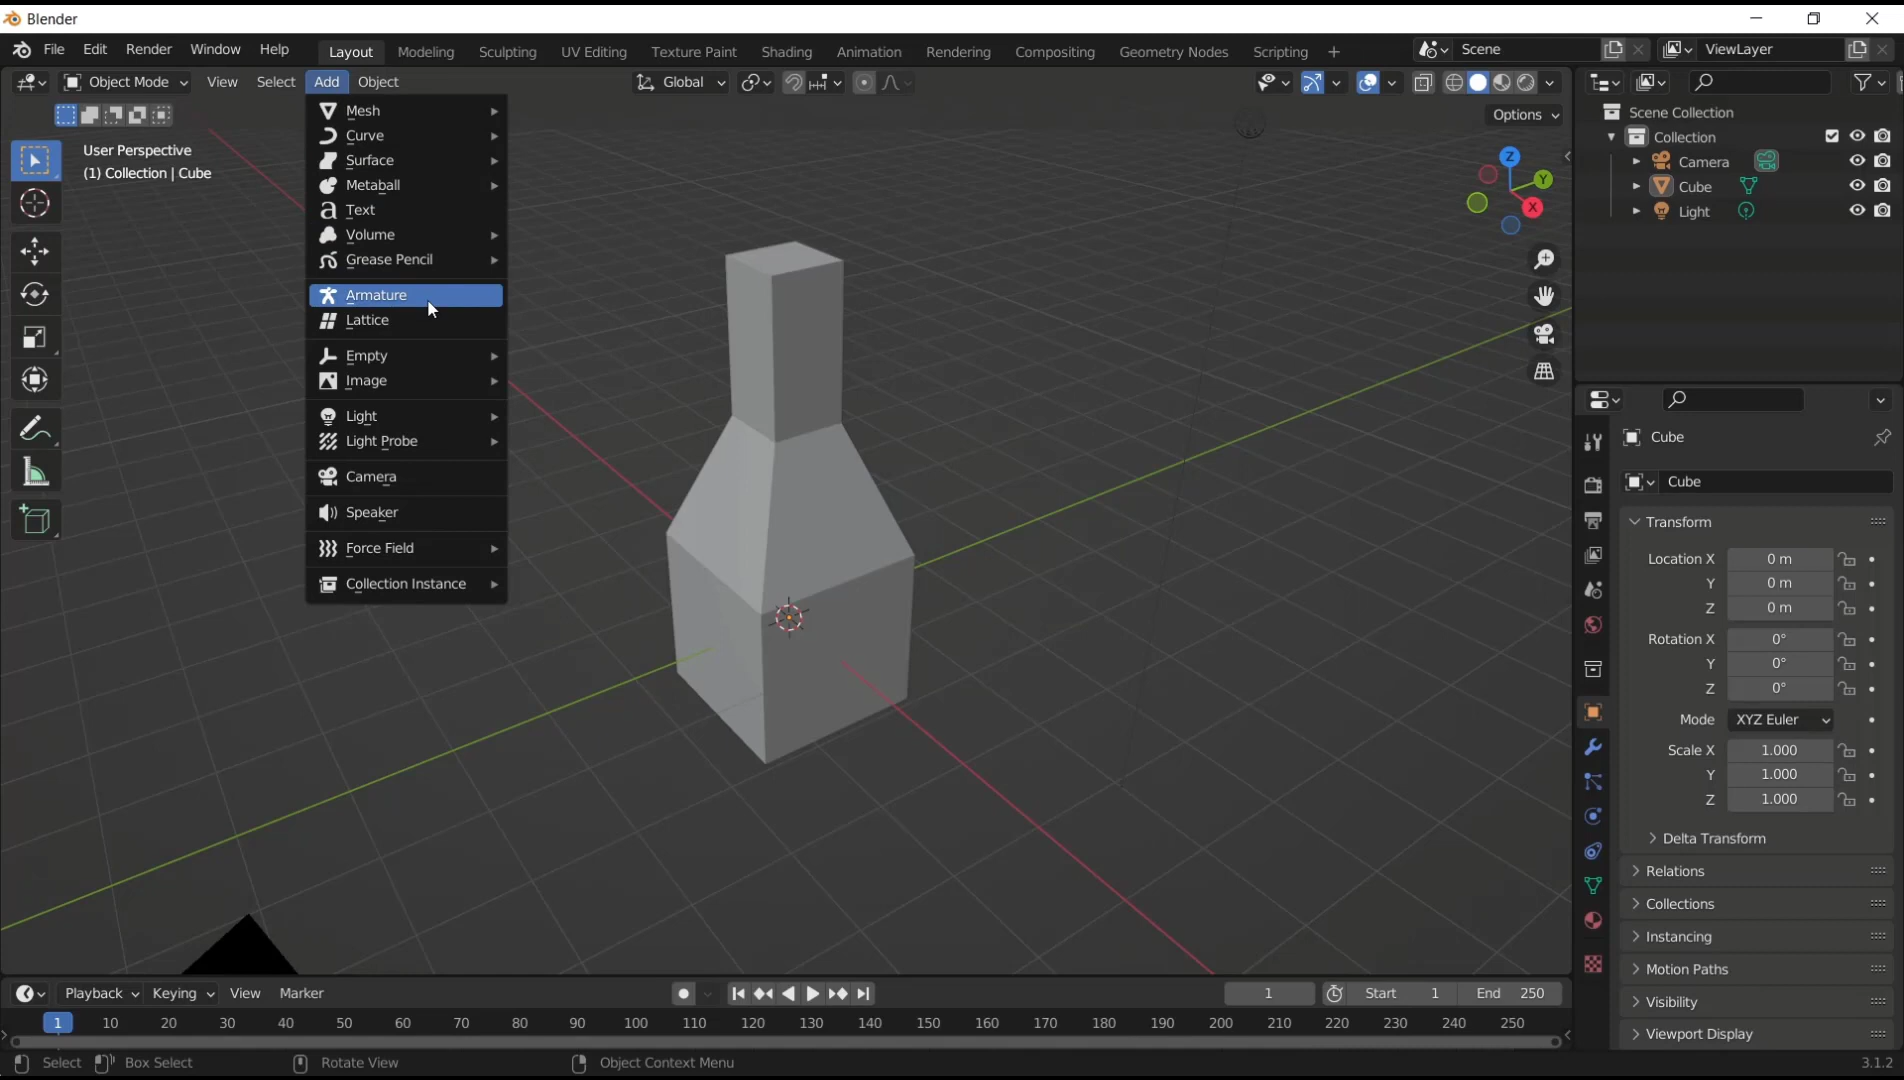 Blender
File Edit Render Window Help Layout Modeling Sculpting UV Editing Texture Paint Shading Animation Rendering Compositing Geometry Nodes Scripting + Scene ViewLayer
Object Mode View Select Add Object Global
Options
User Perspective
(1) Collection | Cube
Mesh
Curve
Surface
Metaball
Text
Volume
Grease Pencil
Armature
Lattice
Empty
Image
Light
Light Probe
Camera
Speaker
Force Field
Collection Instance
Z
Y
X
Scene Collection
Collection
Camera
Cube
Light
Cube
Cube
Transform
Location X 0 m
Y 0 m
Z 0 m
Rotation X 0°
Y 0°
Z 0°
Mode XYZ Euler
Scale X 1.000
Y 1.000
Z 1.000
Delta Transform
Relations
Collections
Instancing
Motion Paths
Visibility
Viewport Display
Playback Keying View Marker 1 Start 1 End 250
1 10 20 30 40 50 60 70 80 90 100 110 120 130 140 150 160 170 180 190 200 210 220 230 240 250
Select Box Select Rotate View Object Context Menu 3.1.2